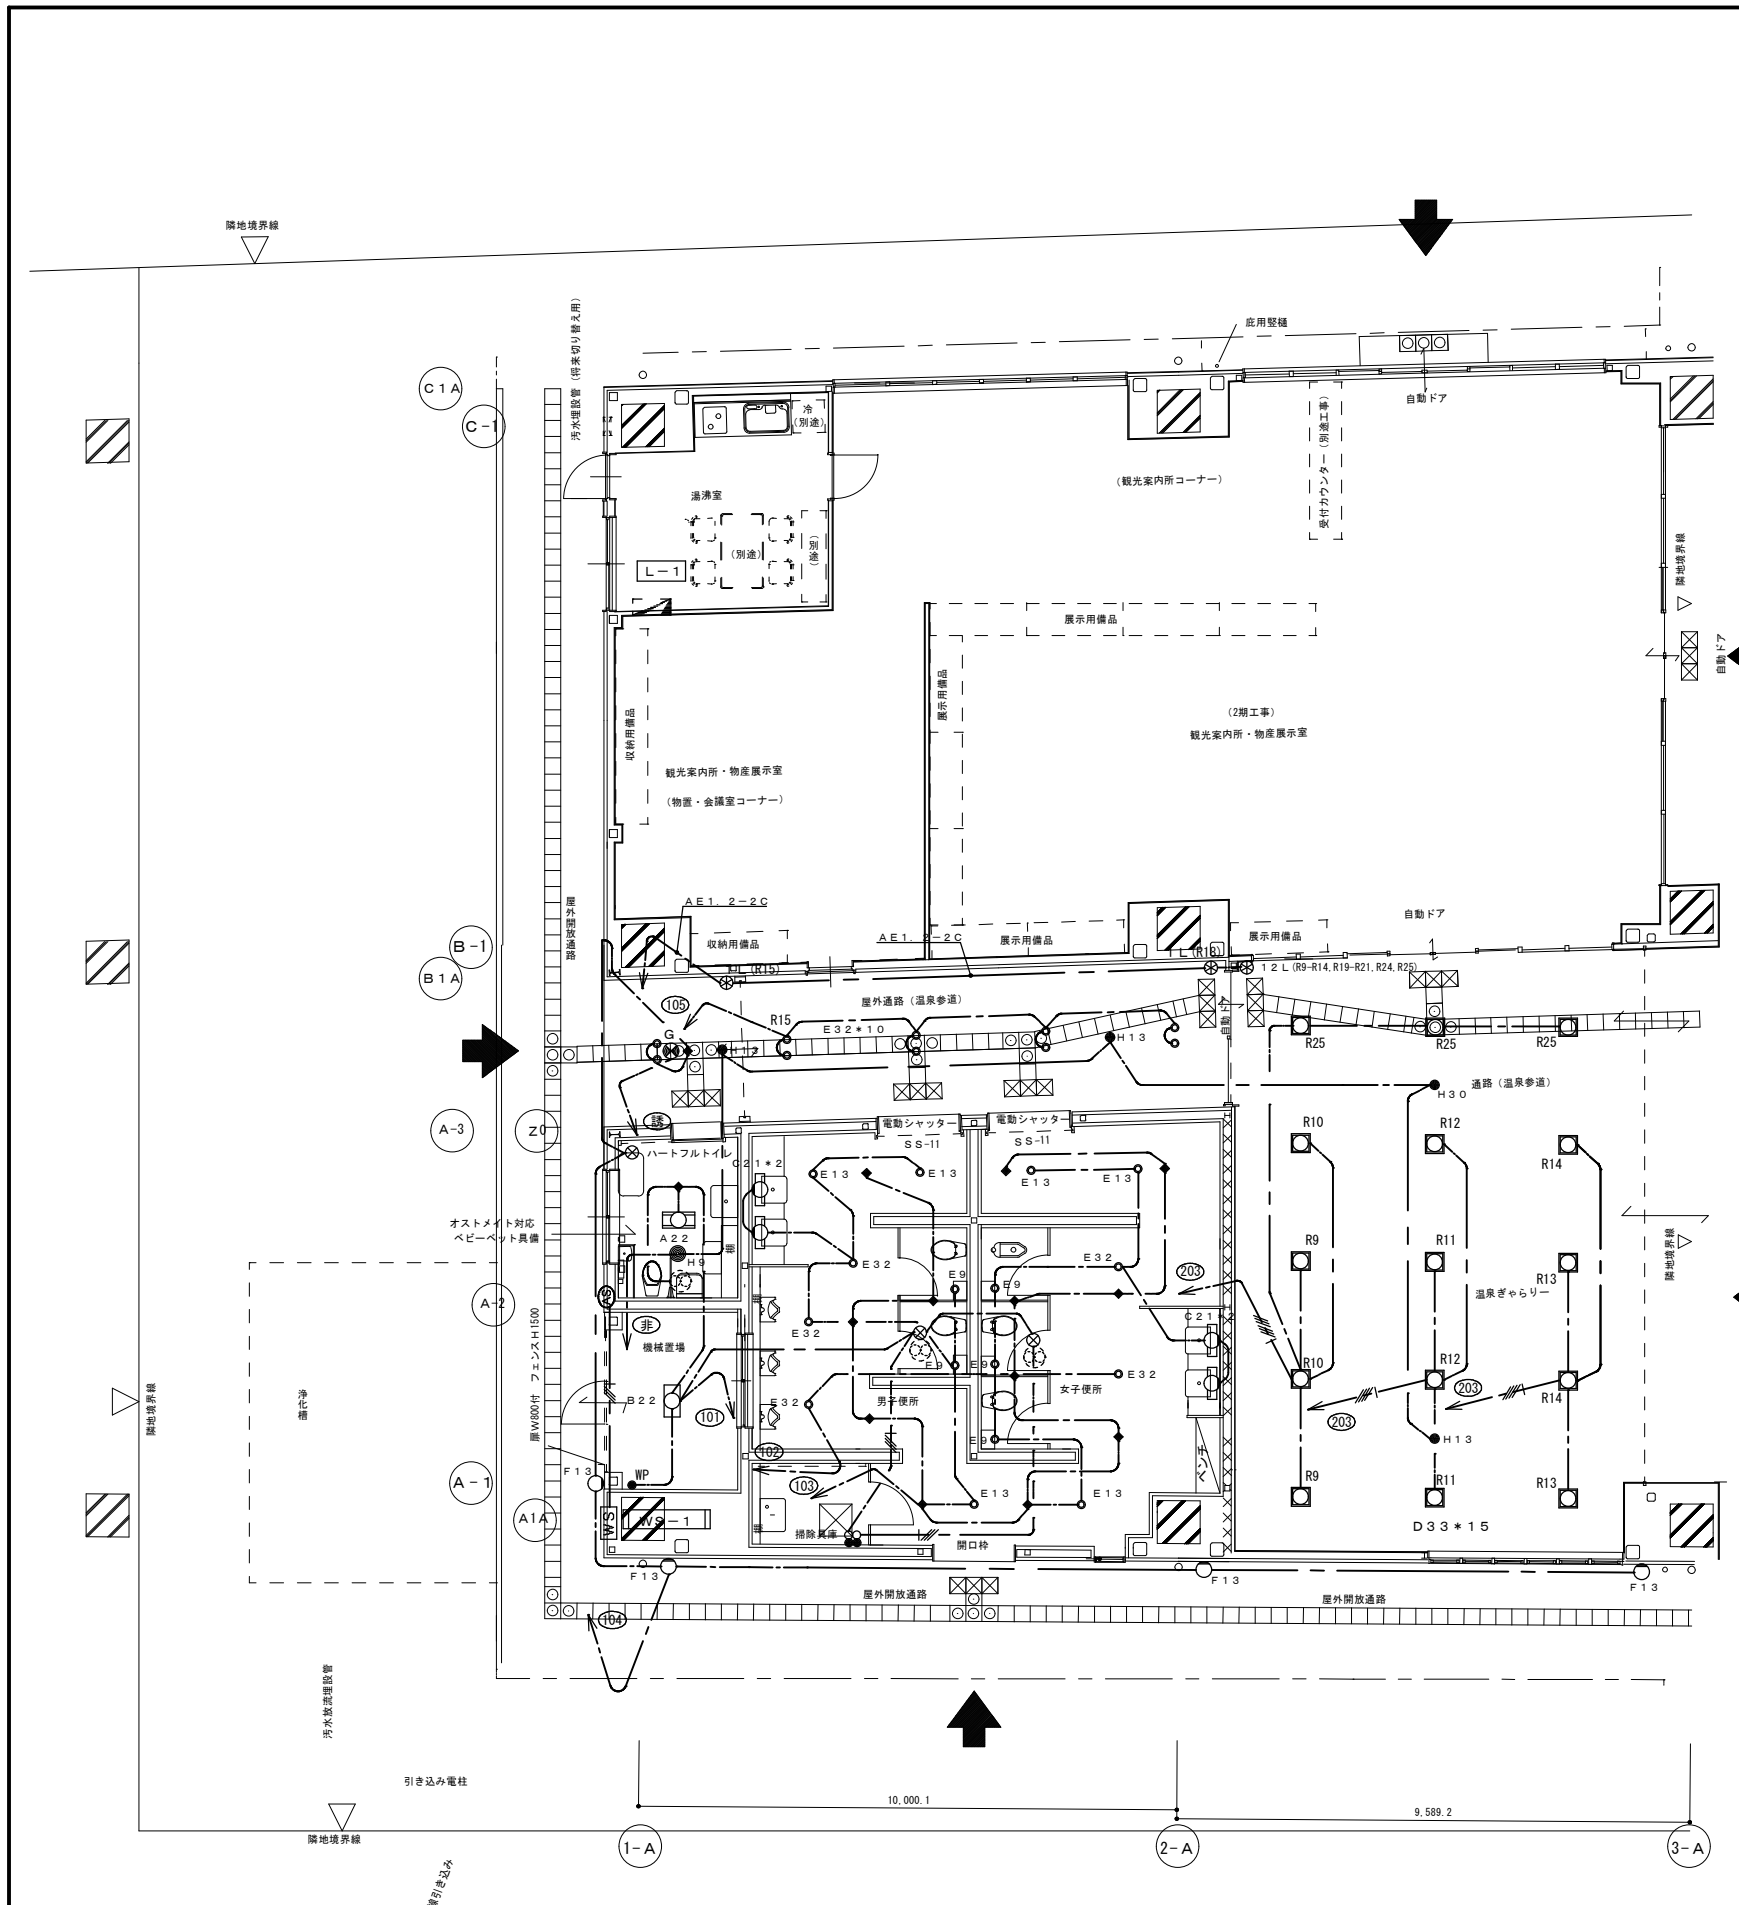 隣地境界線
汚水埋設管（将来切り替え用）
庇用竪樋
C1A
C-1
冷
（別途）
自動ドア
受付カウンター（別途工事）
（観光案内所コーナー）
湯沸室
（別途）
（別途）
L-1
隣地境界線
自動ドア
展示用備品
展示用備品
収納用備品
（2期工事）
観光案内所・物産展示室
観光案内所・物産展示室
（物置・会議室コーナー）
屋外開放通路
AE1. 2-2C
B-1
収納用備品
AE1. 2-2C
展示用備品
展示用備品
自動ドア
B1A
L(R15)
1L(R18)
12L(R9-R14,R19-R21,R24,R25)
屋外通路（温泉参道）
105
R15
E32*10
G
H13
H13
自動ドア
R25
R25
R25
H30
通路（温泉参道）
A-3
Z0
誘
電動シャッター
SS-11
電動シャッター
SS-11
R10
R12
R14
ハートフルトイレ
C21*2
E13
E13
E13
E13
オストメイト対応
ベビーベット具備
A22
H9
棚
E32
E32
R9
R11
R13
E9
E9
203
温泉ぎゃらりー
隣地境界線
A-2
AS
非
機械置場
棚
E32
C21*2
浄化槽
扉W800付 フェンスH1500
隣地境界線
E9
E9
R10
R12
R14
B22
101
E32
男子便所
女子便所
E32
203
203
E9
H13
102
ベンチ
A-1
F13
WP
103
E13
E13
R9
R11
R13
A1A
WS
WS-1
棚
掃除具庫
開口枠
D33*15
F13
F13
F13
屋外開放通路
屋外開放通路
104
汚水放流埋設管
引き込み電柱
隣地境界線
10,000.1
9,589.2
1-A
2-A
3-A
線引き込み